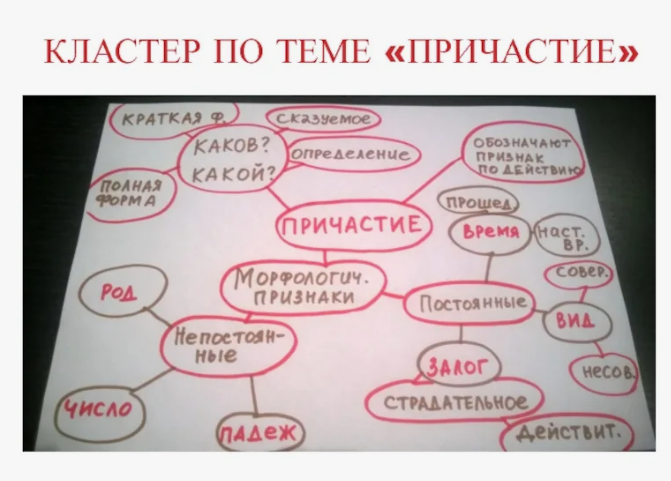 КЛАСТЕР ПО ТЕМЕ «ПРИЧАСТИЕ»
КРАТКАЯ Ф.
СКАЗУЕМОЕ
КАКОВ?
КАКОЙ?
ОПРЕДЕЛЕНИЕ
ПОЛНАЯ
ФОРМА
ОБОЗНАЧАЮТ
ПРИЗНАК
ПО ДЕЙСТВИЮ
ПРИЧАСТИЕ
ПРОШЕД.
ВРЕМЯ
НАСТ.
ВР.
МОРФОЛОГИЧ.
ПРИЗНАКИ
ПОСТОЯННЫЕ
СОВЕР.
ВИД
НЕСОВ.
РОД
НЕПОСТОЯН-
НЫЕ
ЗАЛОГ
СТРАДАТЕЛЬНОЕ
ДЕЙСТВИТ.
ЧИСЛО
ПАДЕЖ